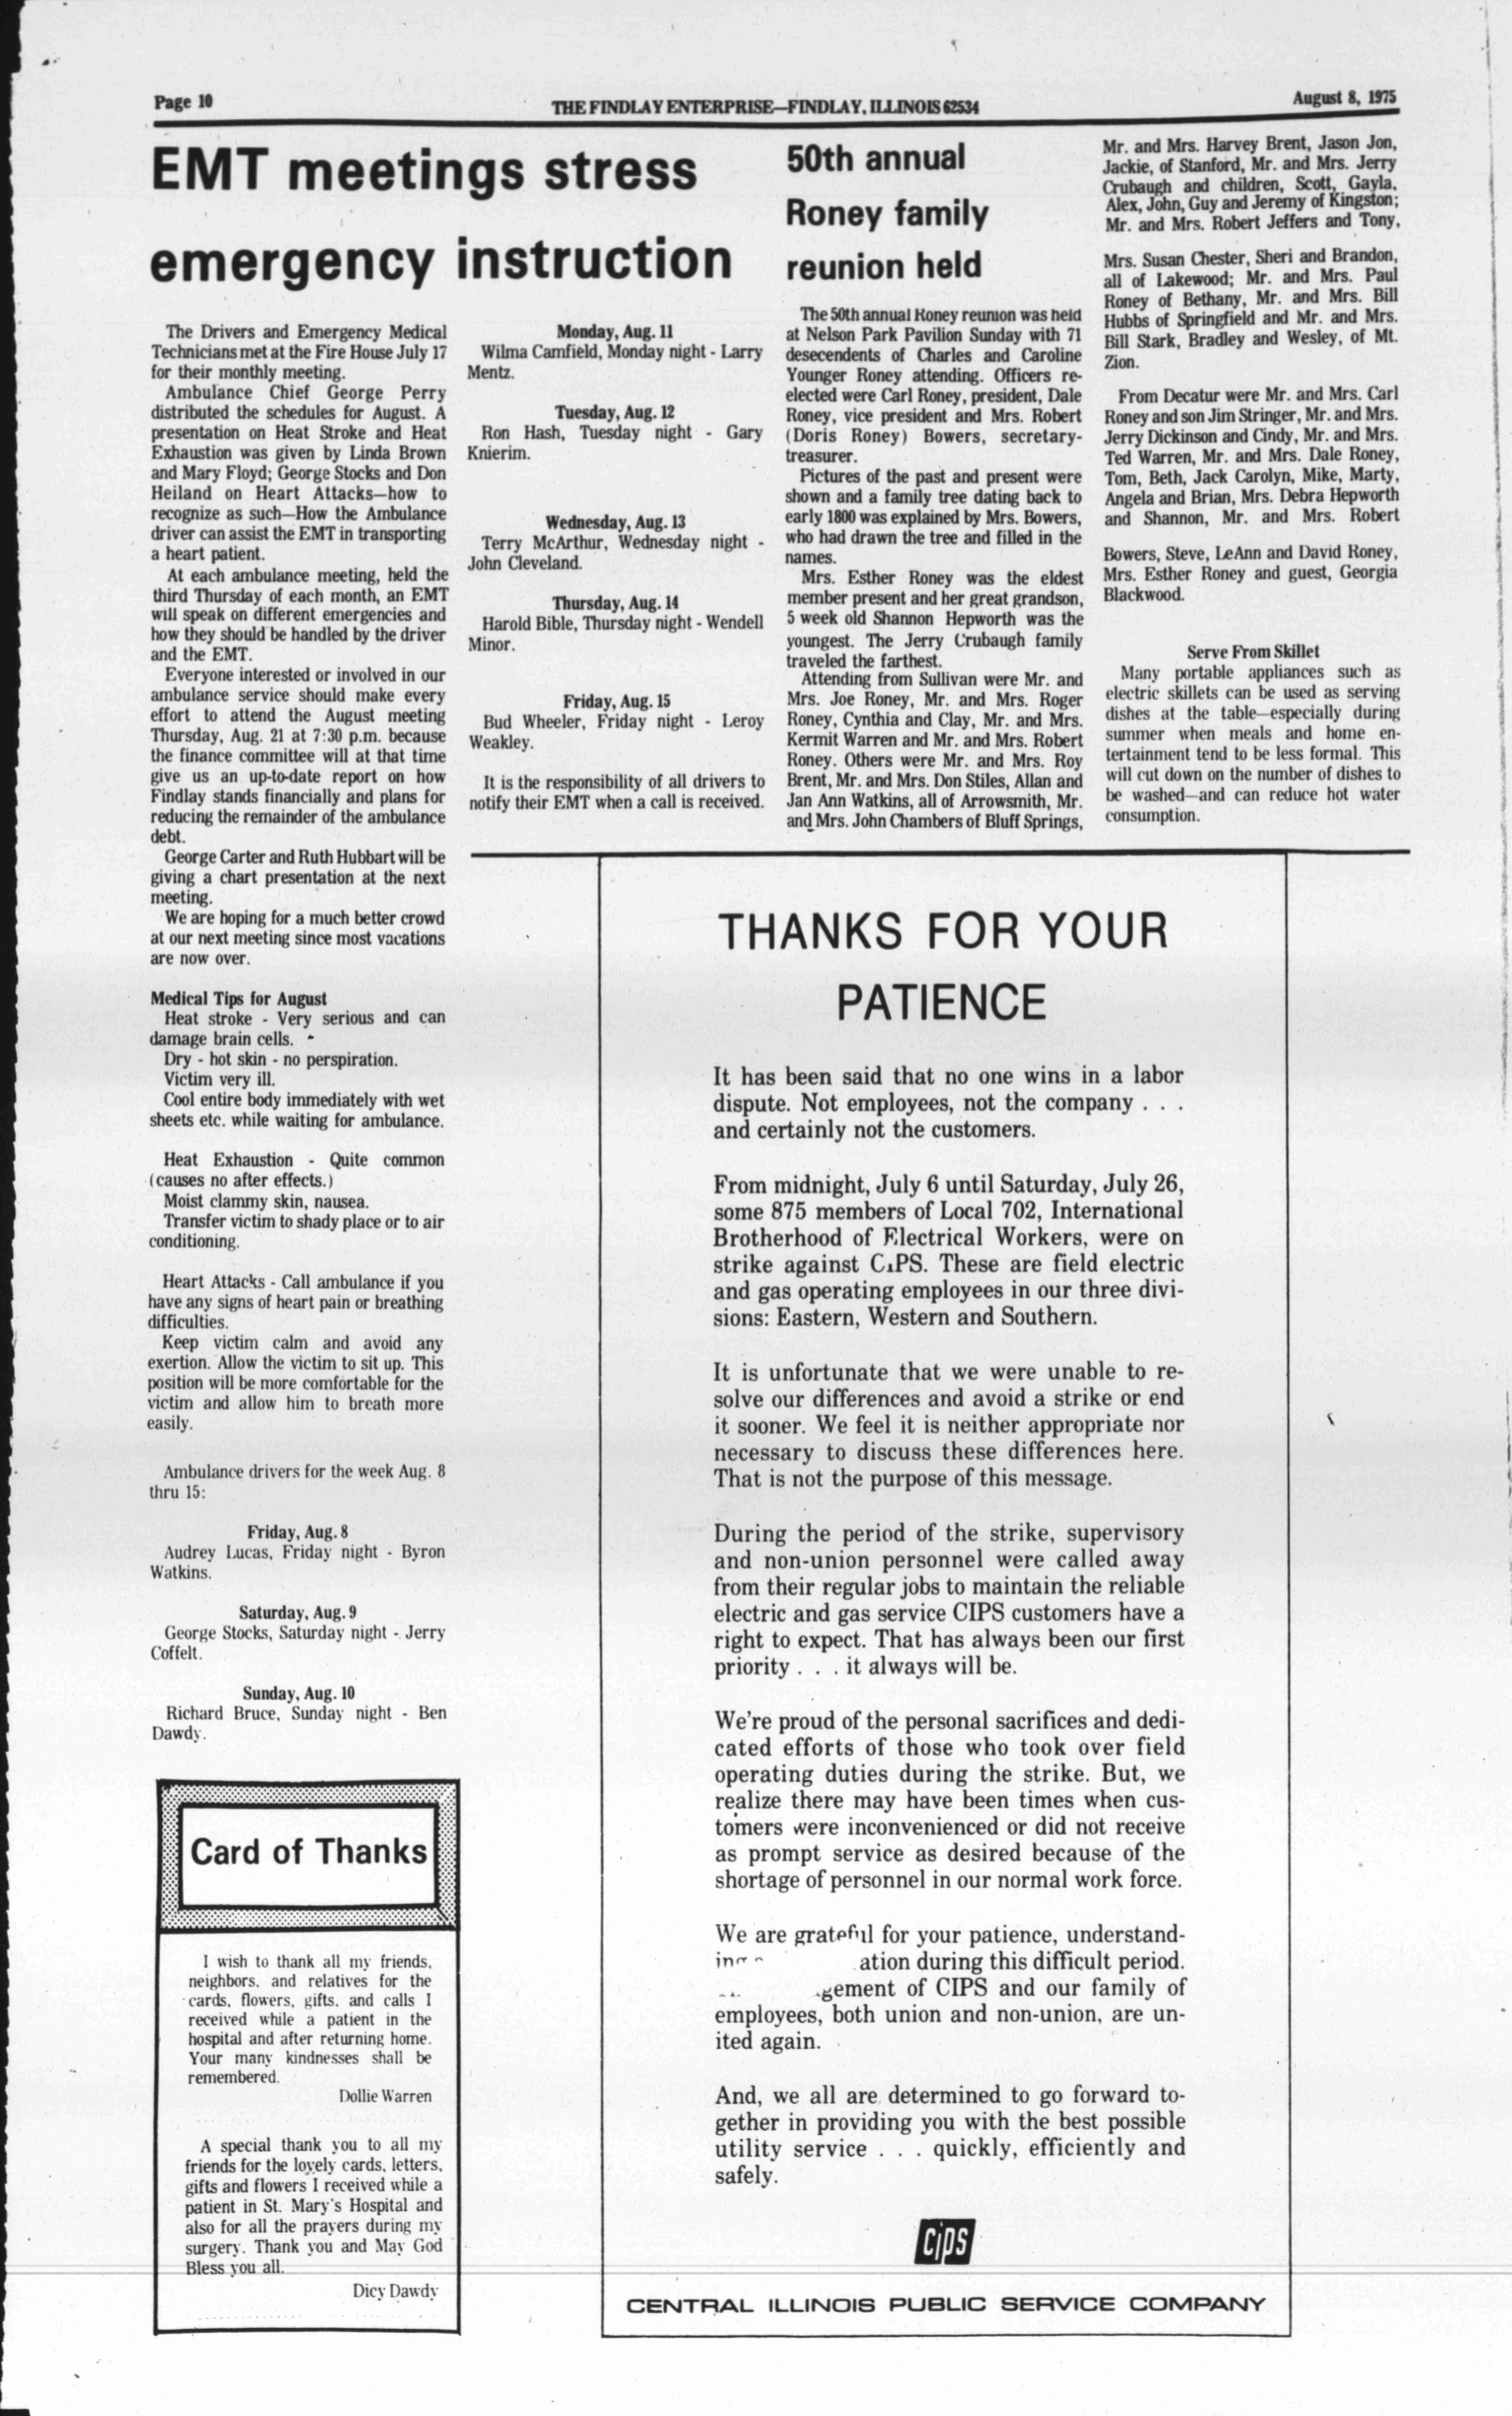 Page 10
THE FINDLAY ENTERPRISE—FINDLAY, ILLINOIS 62534
August 8, 1975
EMT meetings stress
emergency instruction
The Drivers and Emergency Medical
Technicians met at the Fire House July 17
for their monthly meeting.
Ambulance Chief George Perry
distributed the schedules for August. A
presentation on Heat Stroke and Heat
Exhaustion was given by Linda Brown
and Mary Floyd; George Stocks and Don
Heiland on Heart Attacks—how to
recognize as such—How the Ambulance
driver can assist the EMT in transporting
a heart patient.
At each ambulance meeting, held the
third Thursday of each month, an EMT
will speak on different emergencies and
how they should be handled by the driver
and the EMT.
Everyone interested or involved in our
ambulance service should make every
effort to attend the August meeting
Thursday, Aug. 21 at 7:30 p.m. because
the finance committee will at that time
give us an up-to-date report on how
Findlay stands financially and plans for
reducing the remainder of the ambulance
debt.
George Carter and Ruth Hubbart will be
giving a chart presentation at the next
meeting.
We are hoping for a much better crowd
at our next meeting since most vacations
are now over.
Medical Tips for August
Heat stroke - Very serious and can
damage brain cells.
Dry - hot skin - no perspiration.
Victim very ill.
Cool entire body immediately with wet
sheets etc. while waiting for ambulance.
Heat Exhaustion - Quite common
(causes no after effects.)
Moist clammy skin, nausea.
Transfer victim to shady place or to air
conditioning.
Heart Attacks - Call ambulance if you
have any signs of heart pain or breathing
difficulties.
Keep victim calm and avoid any
exertion. Allow the victim to sit up. This
position will be more comfortable for the
victim and allow him to breath more
easily.
Ambulance drivers for the week Aug. 8
thru 15:
Friday, Aug. 8
Audrey Lucas, Friday night - Byron
Watkins.
Saturday, Aug. 9
George Stocks, Saturday night - Jerry
Coffelt.
Sunday, Aug. 10
Richard Bruce, Sunday night - Ben
Dawdy.
Monday, Aug. 11
Wilma Camfield, Monday night - Larry
Mentz.
Tuesday, Aug. 12
Ron Hash, Tuesday night - Gary
Knierim.
Wednesday, Aug. 13
Terry McArthur, Wednesday night -
John Cleveland.
Thursday, Aug. 14
Harold Bible, Thursday night - Wendell
Minor.
Friday, Aug. 15
Bud Wheeler, Friday night - Leroy
Weakley.
It is the responsibility of all drivers to
notify their EMT when a call is received.
50th annual
Roney family
reunion held
The 50th annual Roney reunion was held
at Nelson Park Pavilion Sunday with 71
desecendents of Charles and Caroline
Younger Roney attending. Officers re-
elected were Carl Roney, president, Dale
Roney, vice president and Mrs. Robert
(Doris Roney) Bowers, secretary-
treasurer.
Pictures of the past and present were
shown and a family tree dating back to
early 1800 was explained by Mrs. Bowers,
who had drawn the tree and filled in the
names.
Mrs. Esther Roney was the eldest
member present and her great grandson,
5 week old Shannon Hepworth was the
youngest. The Jerry Crubaugh family
traveled the farthest.
Attending from Sullivan were Mr. and
Mrs. Joe Roney, Mr. and Mrs. Roger
Roney, Cynthia and Clay, Mr. and Mrs.
Kermit Warren and Mr. and Mrs. Robert
Roney. Others were Mr. and Mrs. Roy
Brent, Mr. and Mrs. Don Stiles, Allan and
Jan Ann Watkins, all of Arrowsmith, Mr.
and Mrs. John Chambers of Bluff Springs,
Mr. and Mrs. Harvey Brent, Jason Jon,
Jackie, of Stanford, Mr. and Mrs. Jerry
Crubaugh and children, Scott, Gayla,
Alex, John, Guy and Jeremy of Kingston;
Mr. and Mrs. Robert Jeffers and Tony,
Mrs. Susan Chester, Sheri and Brandon,
all of Lakewood; Mr. and Mrs. Paul
Roney of Bethany, Mr. and Mrs. Bill
Hubbs of Springfield and Mr. and Mrs.
Bill Stark, Bradley and Wesley, of Mt.
Zion.
From Decatur were Mr. and Mrs. Carl
Roney and son Jim Stringer, Mr. and Mrs.
Jerry Dickinson and Cindy, Mr. and Mrs.
Ted Warren, Mr. and Mrs. Dale Roney,
Tom, Beth, Jack Carolyn, Mike, Marty,
Angela and Brian, Mrs. Debra Hepworth
and Shannon, Mr. and Mrs. Robert
Bowers, Steve, LeAnn and David Roney,
Mrs. Esther Roney and guest, Georgia
Blackwood.
Serve From Skillet
Many portable appliances such as
electric skillets can be used as serving
dishes at the table—especially during
summer when meals and home en-
tertainment tend to be less formal. This
will cut down on the number of dishes to
be washed—and can reduce hot water
consumption.
Card of Thanks
I wish to thank all my friends,
neighbors, and relatives for the
cards, flowers, gifts, and calls I
received while a patient in the
hospital and after returning home.
Your many kindnesses shall be
remembered.
Dollie Warren
A special thank you to all my
friends for the lovely cards, letters,
gifts and flowers I received while a
patient in St. Mary's Hospital and
also for all the prayers during my
surgery. Thank you and May God
Bless you all.
Dicy Dawdy
THANKS FOR YOUR
PATIENCE
It has been said that no one wins in a labor
dispute. Not employees, not the company . . .
and certainly not the customers.
From midnight, July 6 until Saturday, July 26,
some 875 members of Local 702, International
Brotherhood of Electrical Workers, were on
strike against CIPS. These are field electric
and gas operating employees in our three divi-
sions: Eastern, Western and Southern.
It is unfortunate that we were unable to re-
solve our differences and avoid a strike or end
it sooner. We feel it is neither appropriate nor
necessary to discuss these differences here.
That is not the purpose of this message.
During the period of the strike, supervisory
and non-union personnel were called away
from their regular jobs to maintain the reliable
electric and gas service CIPS customers have a
right to expect. That has always been our first
priority . . . it always will be.
We're proud of the personal sacrifices and dedi-
cated efforts of those who took over field
operating duties during the strike. But, we
realize there may have been times when cus-
tomers were inconvenienced or did not receive
as prompt service as desired because of the
shortage of personnel in our normal work force.
We are grateful for your patience, understand-
ation during this difficult period.
gement of CIPS and our family of
employees, both union and non-union, are un-
ited again.
And, we all are determined to go forward to-
gether in providing you with the best possible
utility service . . . quickly, efficiently and
safely.
CIPS
CENTRAL ILLINOIS PUBLIC SERVICE COMPANY